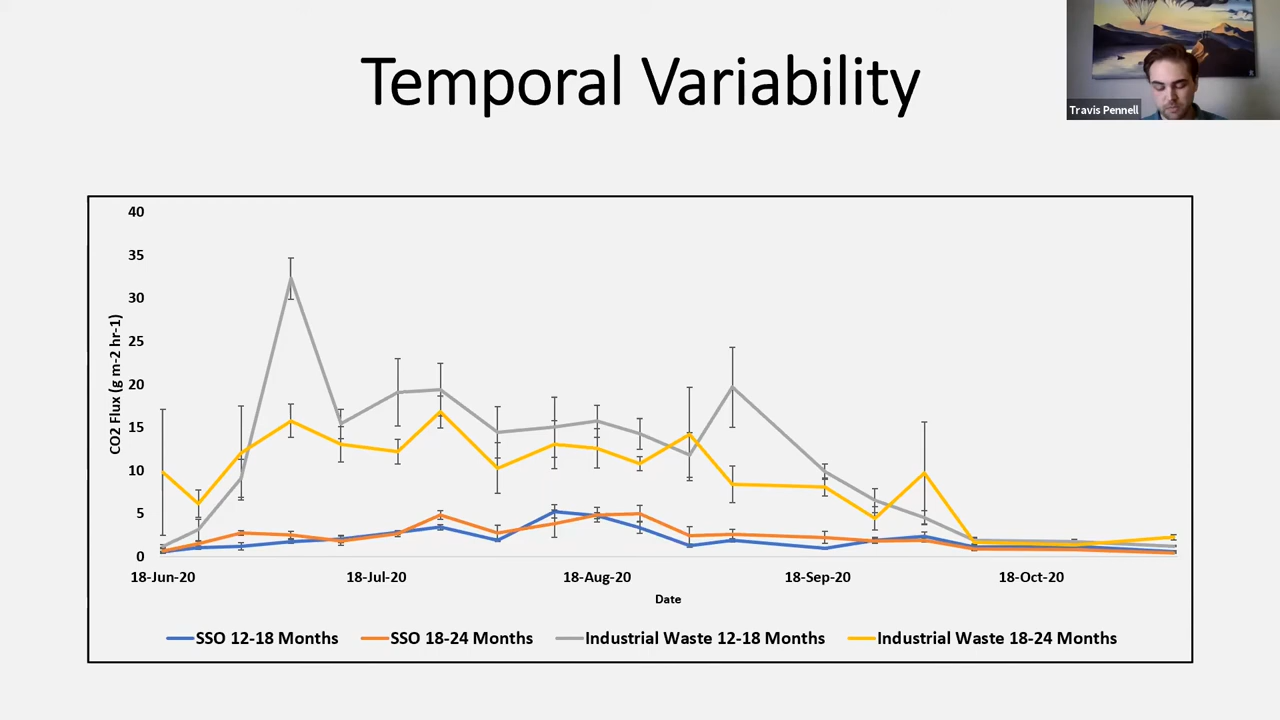 Temporal Variability
Travis Pennell
40
35
30
25
20
15
10
5
0
CO2 Flux (g m-2 hr-1)
18-Jun-20 18-Jul-20 18-Aug-20 18-Sep-20 18-Oct-20
Date
SSO 12-18 Months SSO 18-24 Months Industrial Waste 12-18 Months Industrial Waste 18-24 Months